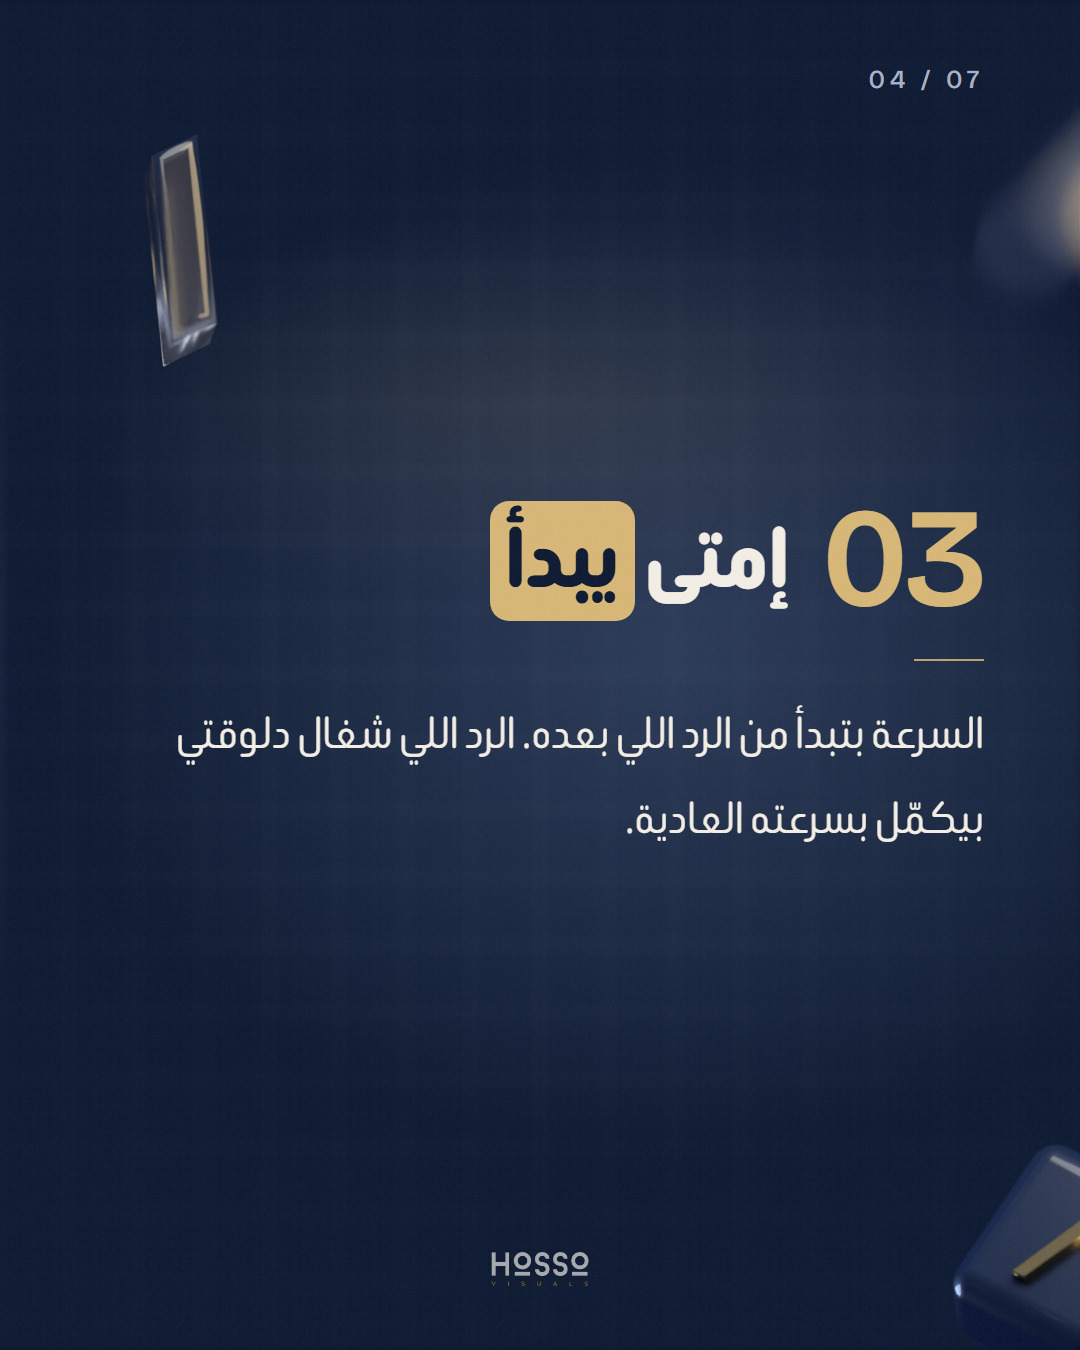 04 / 07
03 إمتى يبدأ
السرعة بتبدأ من الرد اللي بعده. الرد اللي شغال دلوقتي
بيكمّل بسرعته العادية.
HOSSO
VISUALS